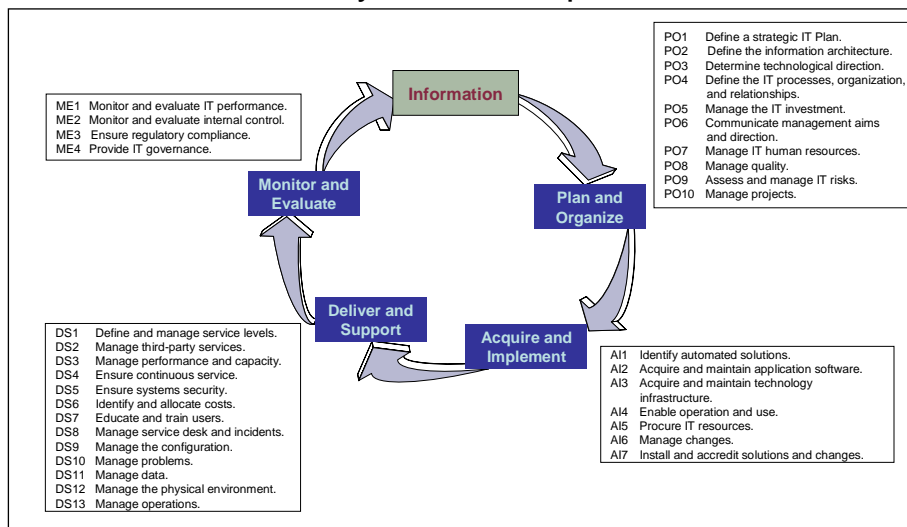 Information
PO1 Define a strategic IT Plan.
PO2 Define the information architecture.
PO3 Determine technological direction.
PO4 Define the IT processes, organization,
and relationships.
PO5 Manage the IT investment.
PO6 Communicate management aims
and direction.
PO7 Manage IT human resources.
PO8 Manage quality.
PO9 Assess and manage IT risks.
PO10 Manage projects.
ME1 Monitor and evaluate IT performance.
ME2 Monitor and evaluate internal control.
ME3 Ensure regulatory compliance.
ME4 Provide IT governance.
Monitor and
Evaluate
Plan and
Organize
Deliver and
Support
Acquire and
Implement
DS1 Define and manage service levels.
DS2 Manage third-party services.
DS3 Manage performance and capacity.
DS4 Ensure continuous service.
DS5 Ensure systems security.
DS6 Identify and allocate costs.
DS7 Educate and train users.
DS8 Manage service desk and incidents.
DS9 Manage the configuration.
DS10 Manage problems.
DS11 Manage data.
DS12 Manage the physical environment.
DS13 Manage operations.
AI1 Identify automated solutions.
AI2 Acquire and maintain application software.
AI3 Acquire and maintain technology
infrastructure.
AI4 Enable operation and use.
AI5 Procure IT resources.
AI6 Manage changes.
AI7 Install and accredit solutions and changes.